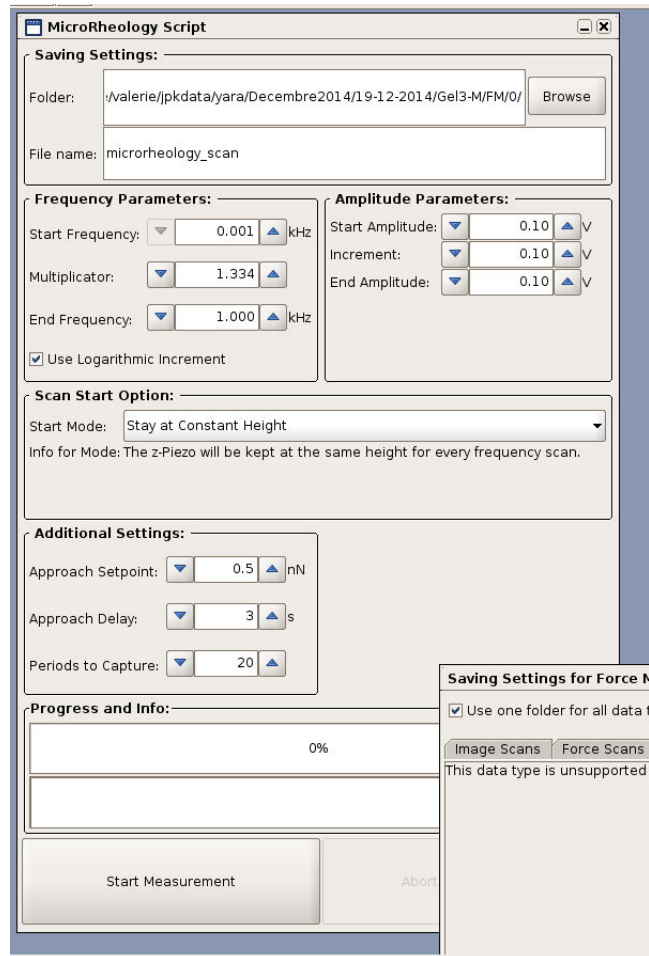 MicroRheology Script
Saving Settings:
Folder: :/valerie/jpkdata/yara/Decembre2014/19-12-2014/Gel3-M/FM/0/ Browse
File name: microrheology_scan
Frequency Parameters:
Start Frequency: 0.001 kHz
Multiplicator: 1.334
End Frequency: 1.000 kHz
Use Logarithmic Increment
Amplitude Parameters:
Start Amplitude: 0.10 V
Increment: 0.10 V
End Amplitude: 0.10 V
Scan Start Option:
Start Mode: Stay at Constant Height
Info for Mode: The z-Piezo will be kept at the same height for every frequency scan.
Additional Settings:
Approach Setpoint: 0.5 nN
Approach Delay: 3 s
Periods to Capture: 20
Progress and Info:
0%
Start Measurement
Abort
Saving Settings for Force M
Use one folder for all data t
Image Scans Force Scans
This data type is unsupported